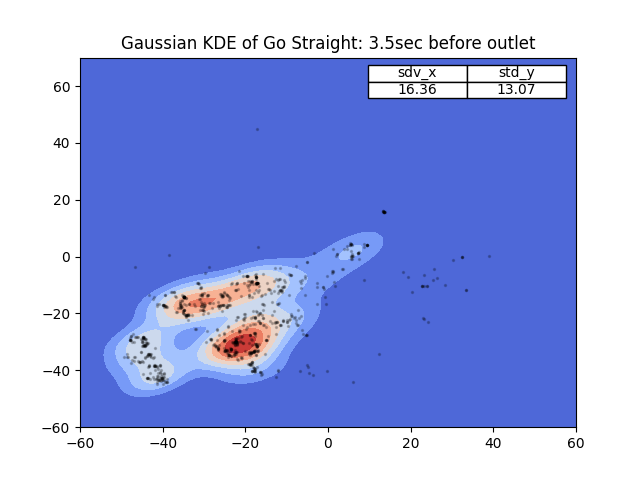 Gaussian KDE of Go Straight: 3.5sec before outlet
sdv_x std_y
16.36 13.07
60
40
20
0
−20
−40
−60
−60 −40 −20 0 20 40 60